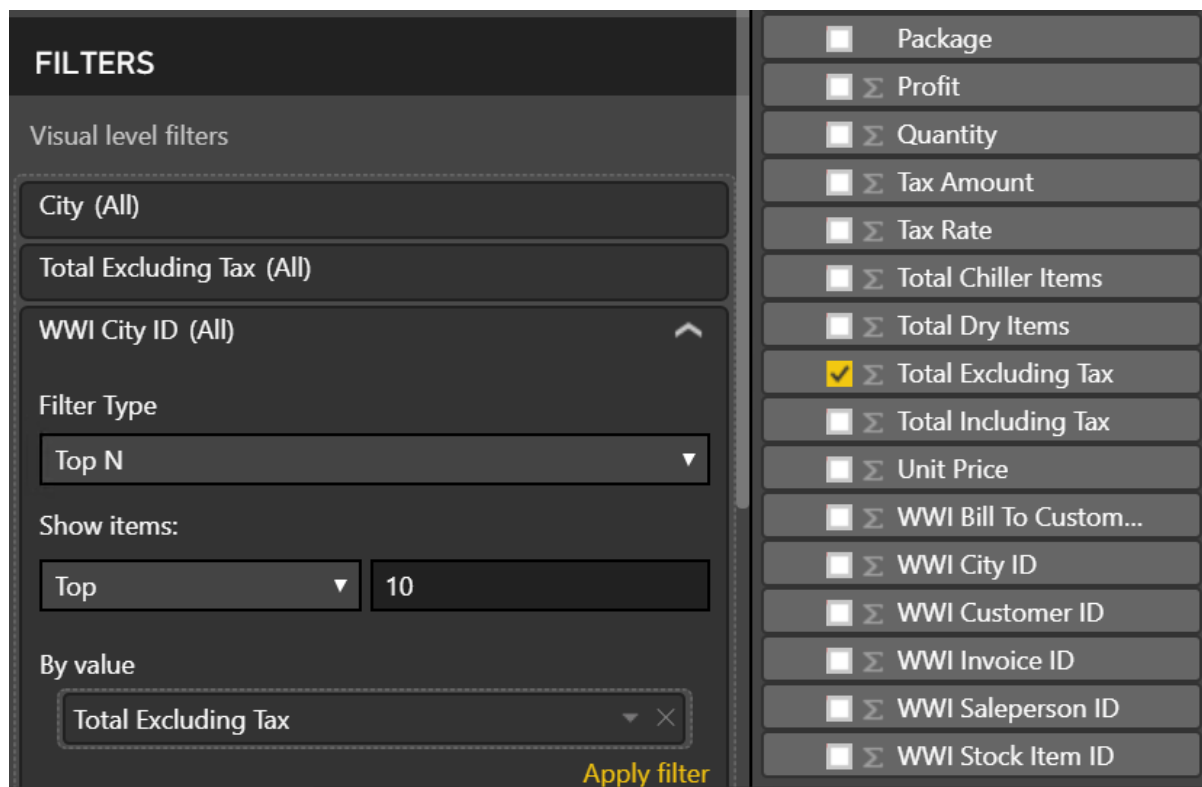 FILTERS
Visual level filters
City (All)
Total Excluding Tax (All)
WWI City ID (All)
Filter Type
Top N
Show items:
Top
10
By value
Total Excluding Tax
Apply filter
Package
Σ Profit
Σ Quantity
Σ Tax Amount
Σ Tax Rate
Σ Total Chiller Items
Σ Total Dry Items
Σ Total Excluding Tax
Σ Total Including Tax
Σ Unit Price
Σ WWI Bill To Custom...
Σ WWI City ID
Σ WWI Customer ID
Σ WWI Invoice ID
Σ WWI Saleperson ID
Σ WWI Stock Item ID